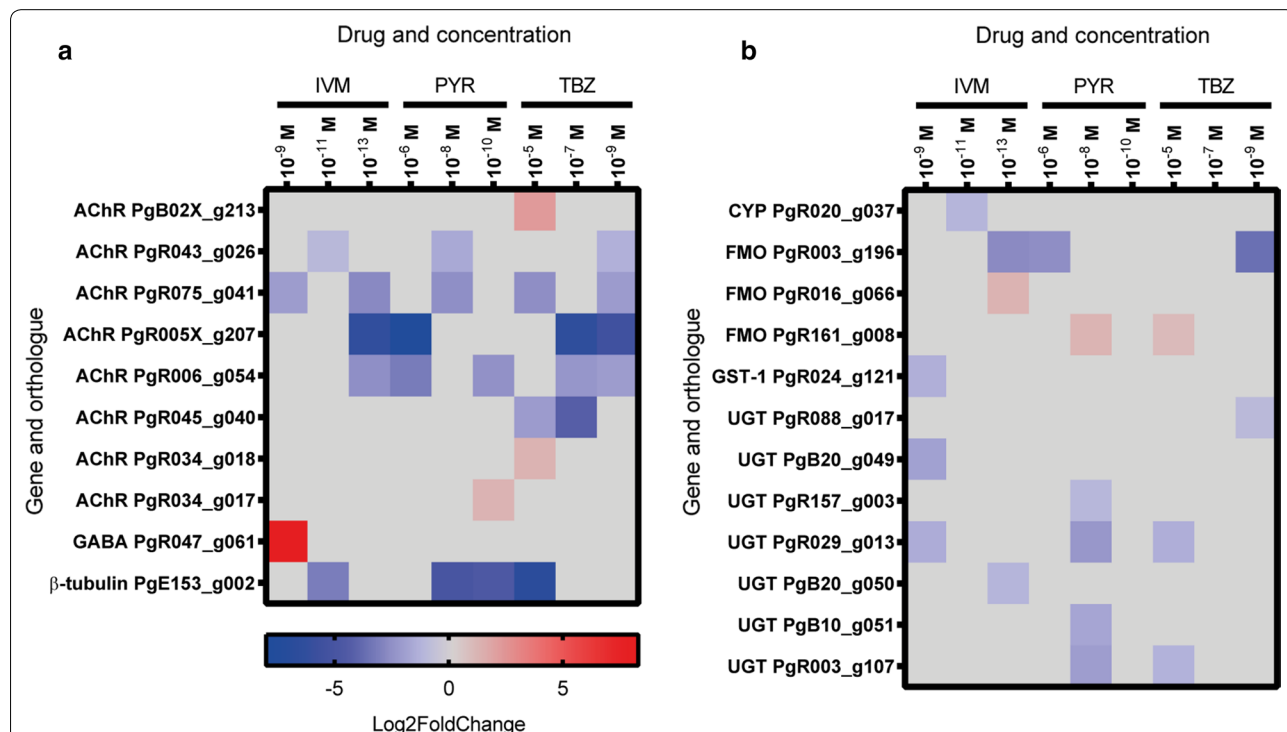 a
Drug and concentration
IVM PYR TBZ
10-9 M 10-11 M 10-13 M 10-6 M 10-8 M 10-10 M 10-5 M 10-7 M 10-9 M
Gene and orthologue
AChR PgB02X_g213
AChR PgR043_g026
AChR PgR075_g041
AChR PgR005X_g207
AChR PgR006_g054
AChR PgR045_g040
AChR PgR034_g018
AChR PgR034_g017
GABA PgR047_g061
β-tubulin PgE153_g002
-5 0 5
Log2FoldChange
b
Drug and concentration
IVM PYR TBZ
10-9 M 10-11 M 10-13 M 10-6 M 10-8 M 10-10 M 10-5 M 10-7 M 10-9 M
Gene and orthologue
CYP PgR020_g037
FMO PgR003_g196
FMO PgR016_g066
FMO PgR161_g008
GST-1 PgR024_g121
UGT PgR088_g017
UGT PgB20_g049
UGT PgR157_g003
UGT PgR029_g013
UGT PgB20_g050
UGT PgB10_g051
UGT PgR003_g107